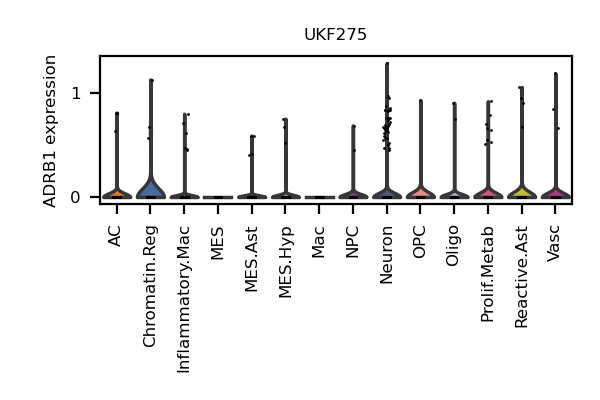 UKF275
ADRB1 expression
1
0
AC
Chromatin.Reg
Inflammatory.Mac
MES
MES.Ast
MES.Hyp
Mac
NPC
Neuron
OPC
Oligo
Prolif.Metab
Reactive.Ast
Vasc